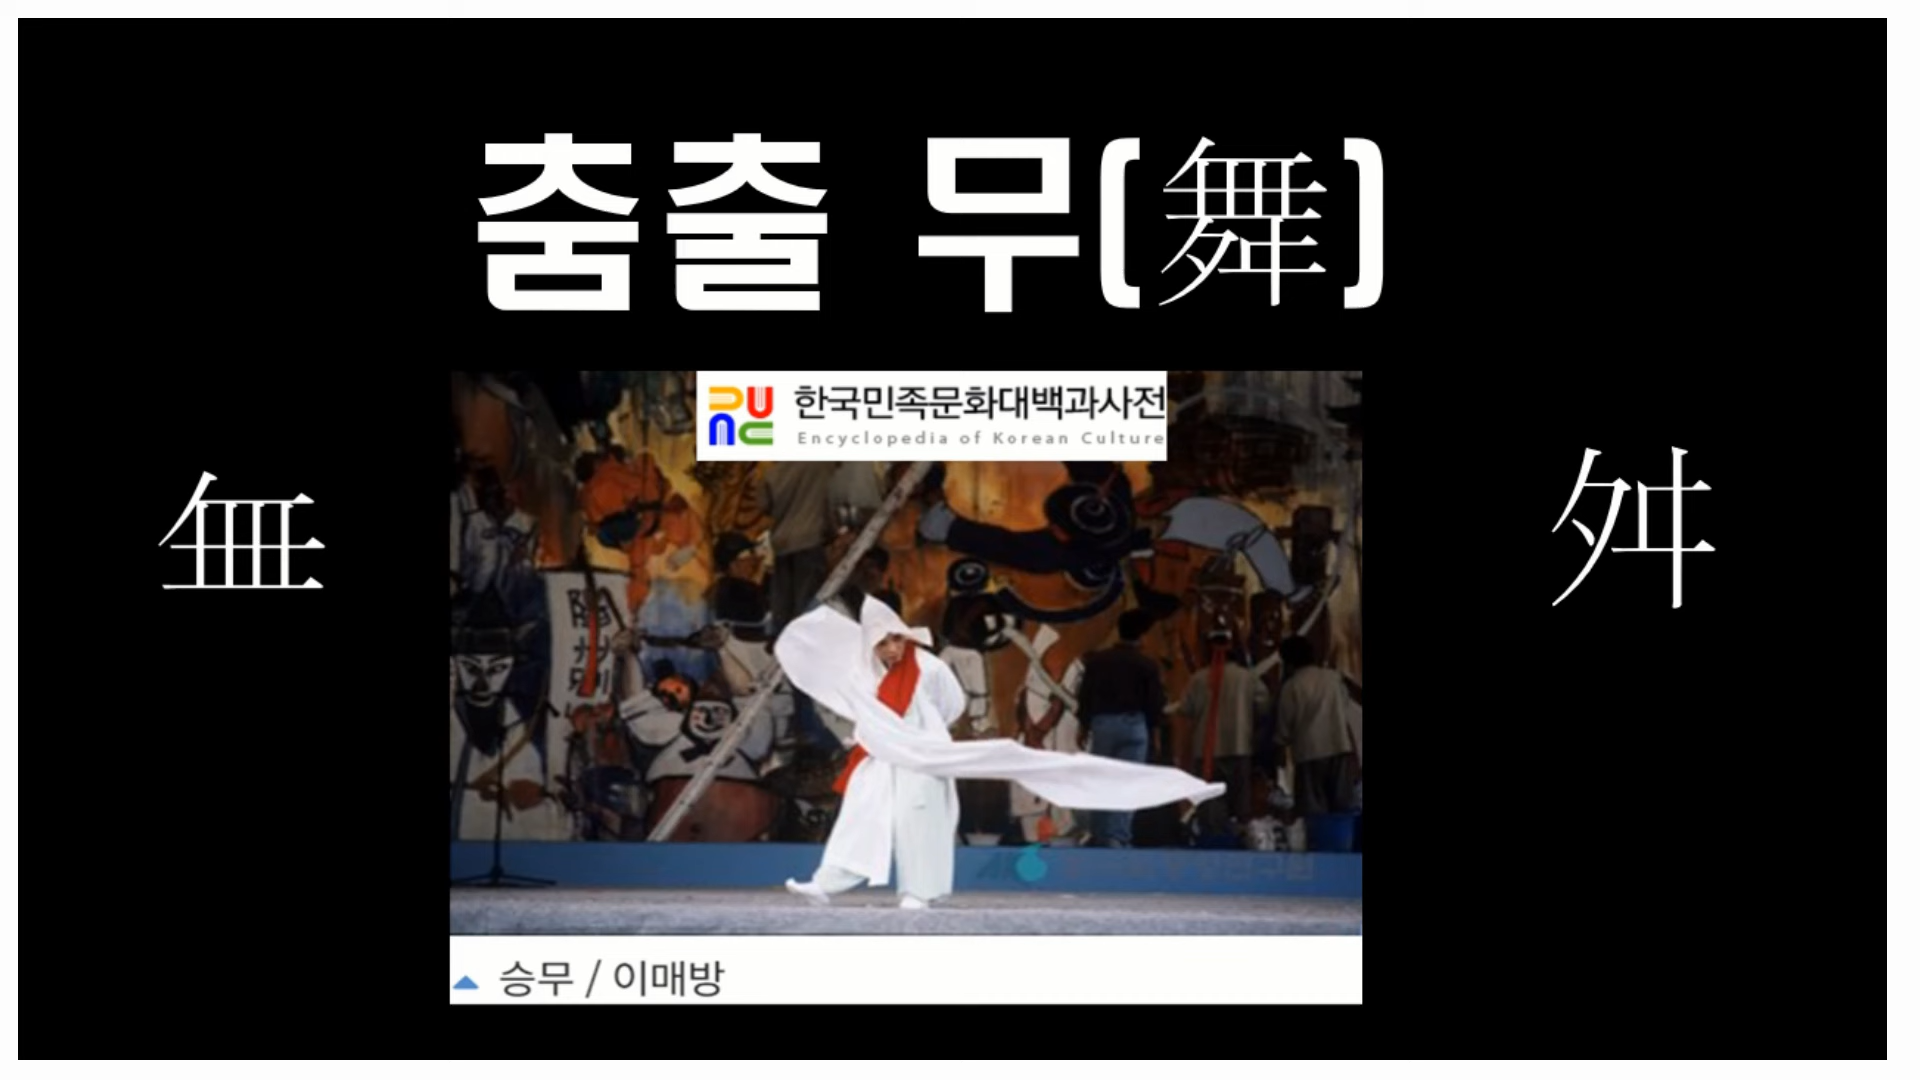 춤출 무(舞)
한국민족문화대백과사전
Encyclopedia of Korean Culture
舛
승무 / 이매방